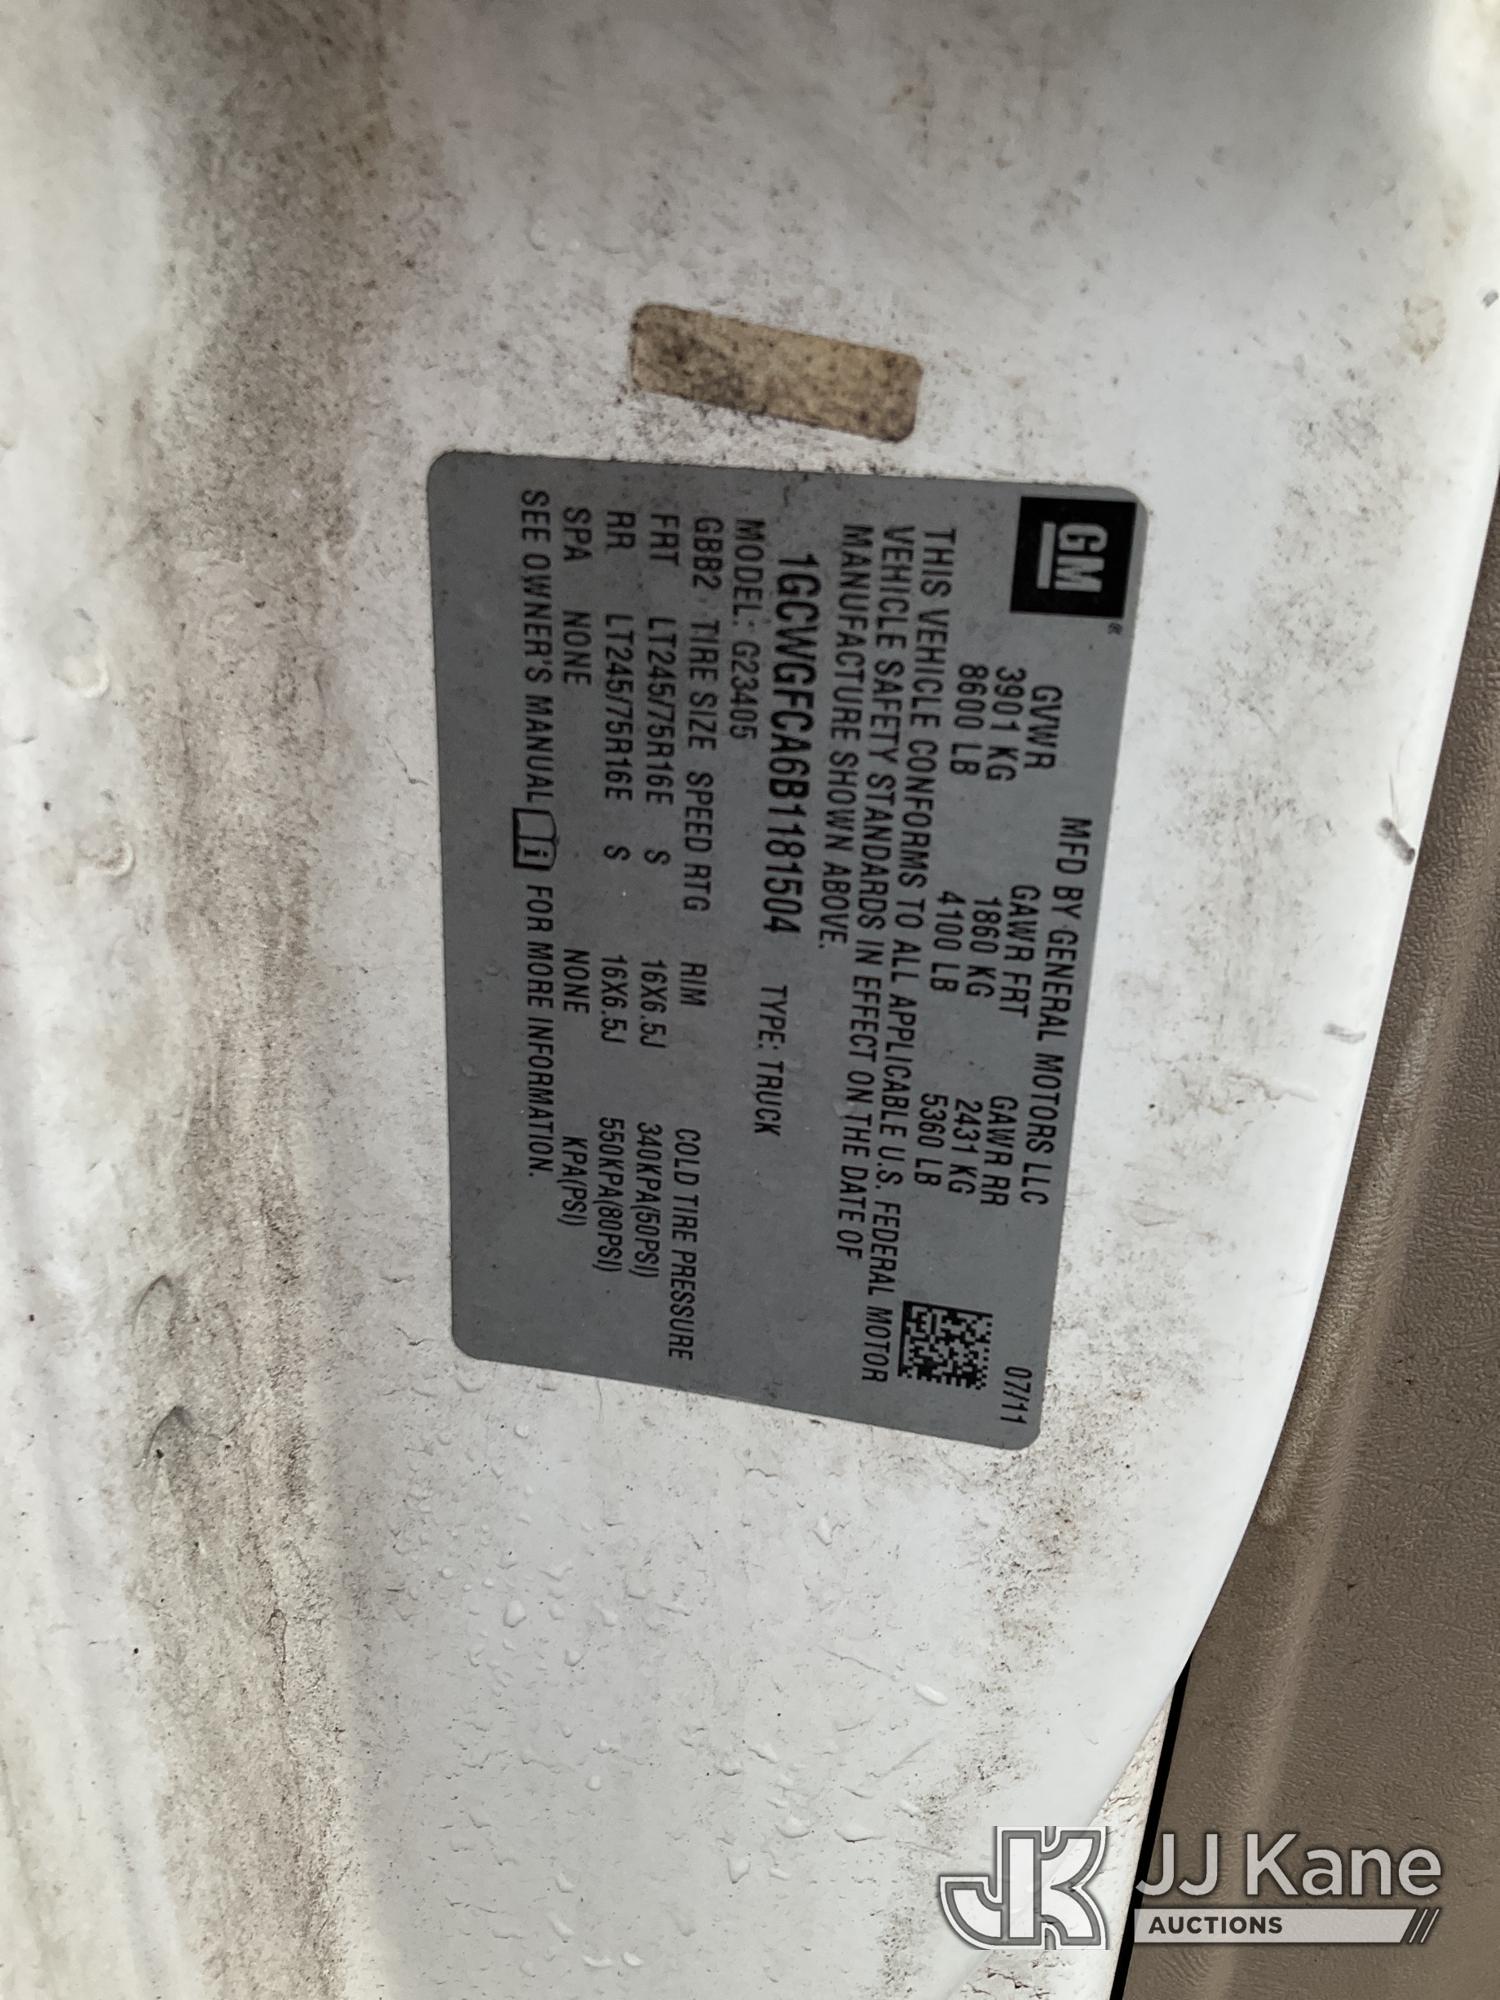 GM®
MFD BY GENERAL MOTORS LLC 07/11
GVWR GAWR FRT GAWR RR
3901 KG 1860 KG 2431 KG
8600 LB 4100 LB 5360 LB
THIS VEHICLE CONFORMS TO ALL APPLICABLE U.S. FEDERAL MOTOR
VEHICLE SAFETY STANDARDS IN EFFECT ON THE DATE OF
MANUFACTURE SHOWN ABOVE.
1GCWGFCA6B1181504 TYPE: TRUCK
MODEL: G23405
GBB2 TIRE SIZE SPEED RTG RIM COLD TIRE PRESSURE
FRT LT245/75R16E S 16X6.5J 340KPA(50PSI)
RR LT245/75R16E S 16X6.5J 550KPA(80PSI)
SPA NONE NONE KPA(PSI)
SEE OWNER'S MANUAL i FOR MORE INFORMATION.
JK JJ Kane
AUCTIONS